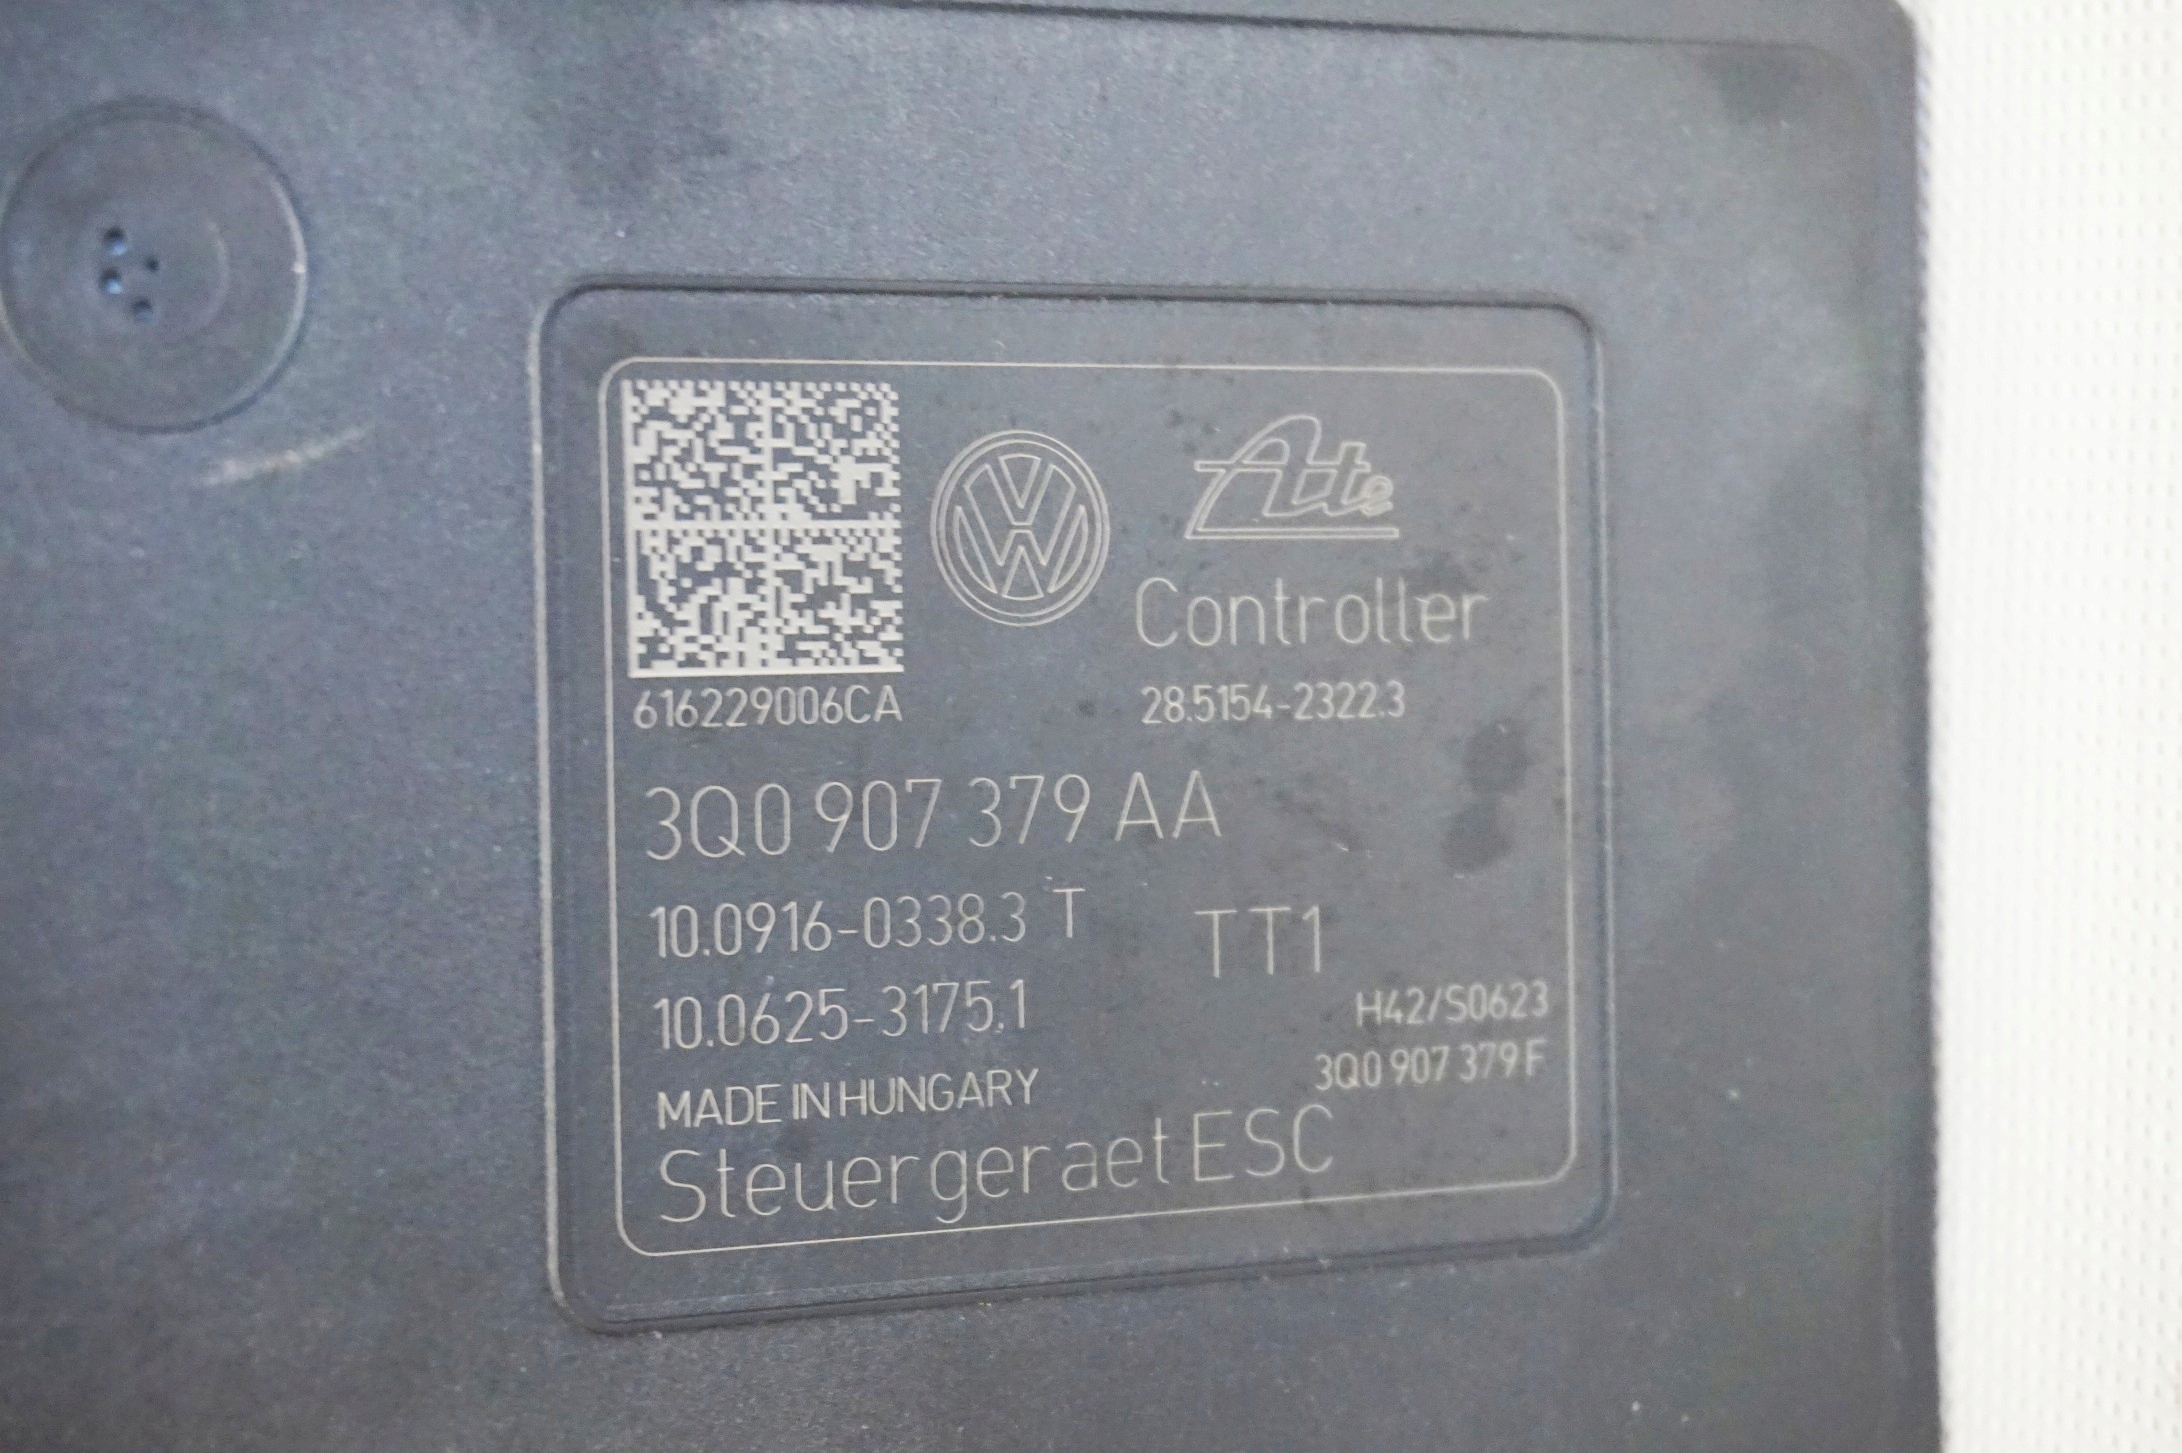 Ate
Controller
616229006CA
28.5154-2322.3
3Q0 907 379 AA
10.0916-0338.3 T
TT1
10.0625-3175.1
H42/S0623
3Q0 907 379 F
MADE IN HUNGARY
Steuergeraet ESC